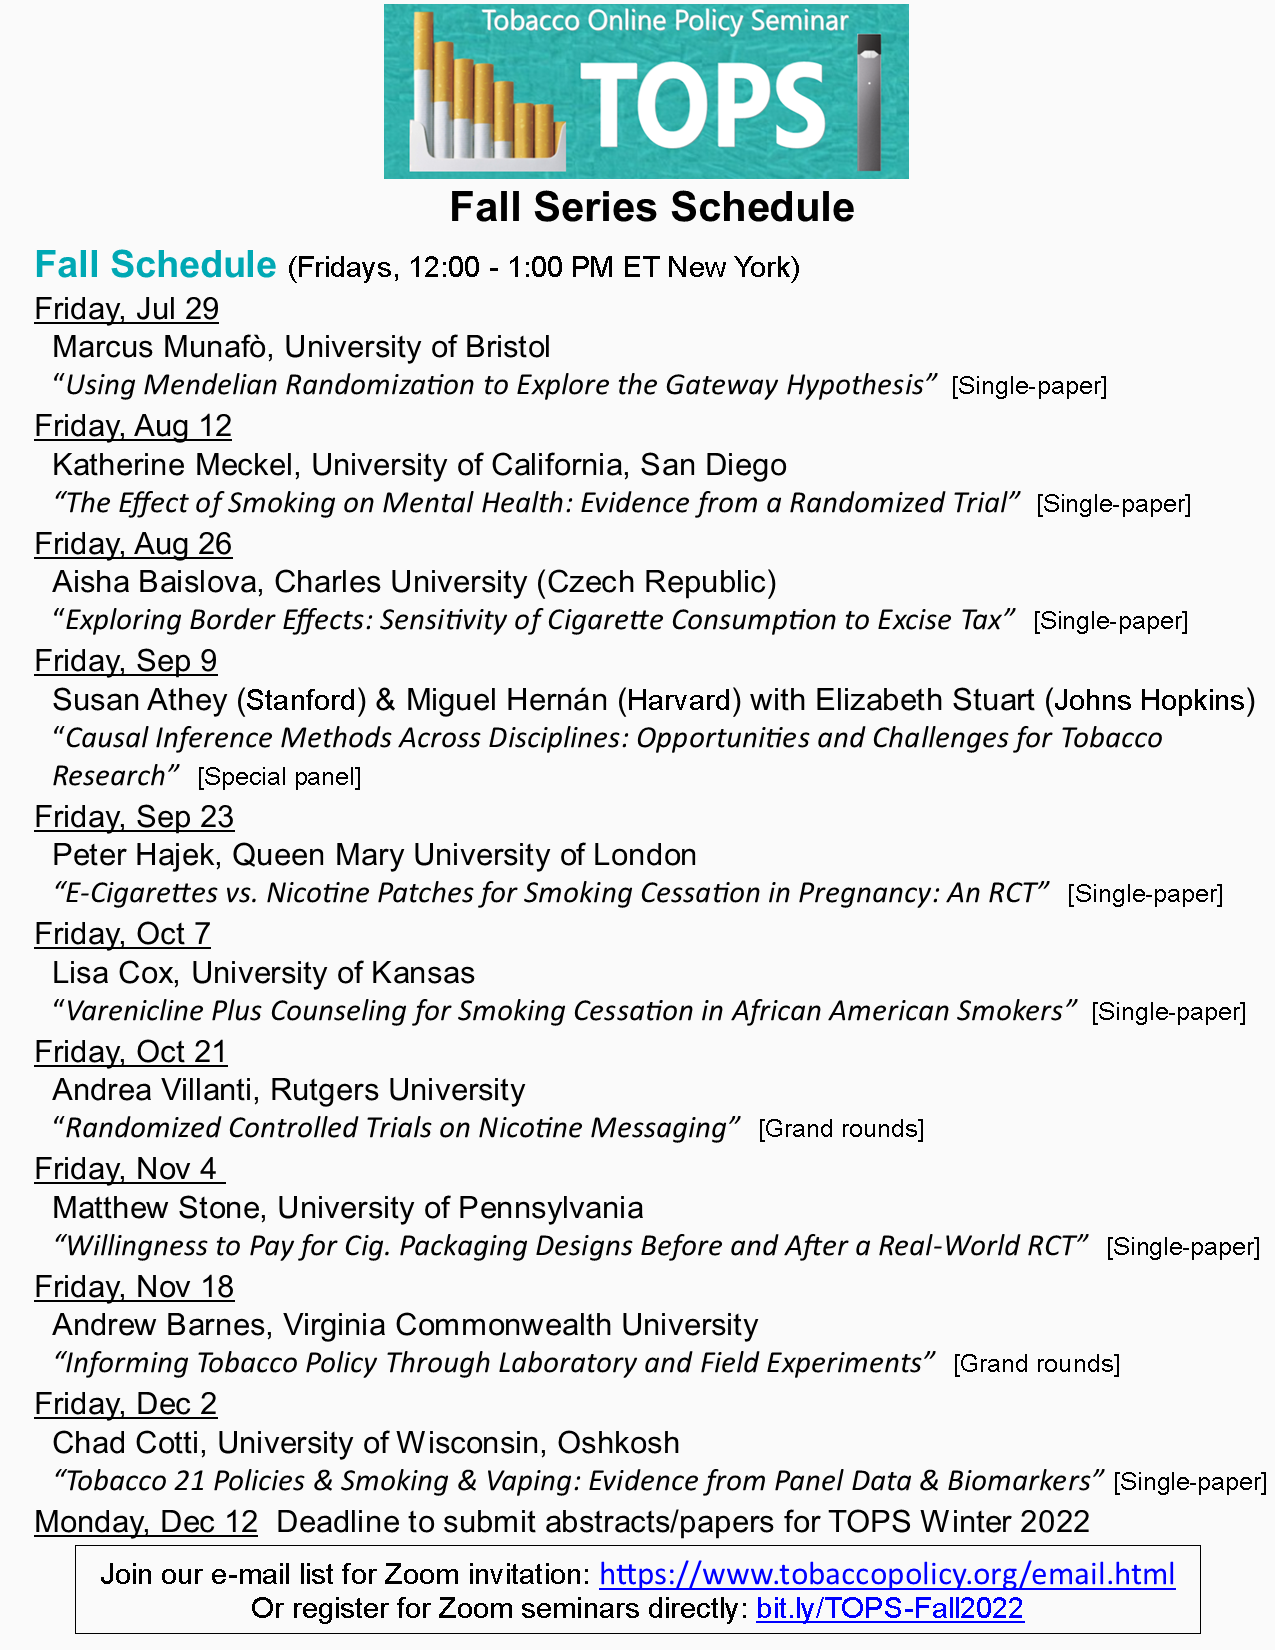 Tobacco Online Policy Seminar
TOPS
Fall Series Schedule
Fall Schedule (Fridays, 12:00 - 1:00 PM ET New York)
Friday, Jul 29
Marcus Munafò, University of Bristol
“Using Mendelian Randomization to Explore the Gateway Hypothesis” [Single-paper]
Friday, Aug 12
Katherine Meckel, University of California, San Diego
“The Effect of Smoking on Mental Health: Evidence from a Randomized Trial” [Single-paper]
Friday, Aug 26
Aisha Baislova, Charles University (Czech Republic)
“Exploring Border Effects: Sensitivity of Cigarette Consumption to Excise Tax” [Single-paper]
Friday, Sep 9
Susan Athey (Stanford) & Miguel Hernán (Harvard) with Elizabeth Stuart (Johns Hopkins)
“Causal Inference Methods Across Disciplines: Opportunities and Challenges for Tobacco
Research” [Special panel]
Friday, Sep 23
Peter Hajek, Queen Mary University of London
“E-Cigarettes vs. Nicotine Patches for Smoking Cessation in Pregnancy: An RCT” [Single-paper]
Friday, Oct 7
Lisa Cox, University of Kansas
“Varenicline Plus Counseling for Smoking Cessation in African American Smokers” [Single-paper]
Friday, Oct 21
Andrea Villanti, Rutgers University
“Randomized Controlled Trials on Nicotine Messaging” [Grand rounds]
Friday, Nov 4
Matthew Stone, University of Pennsylvania
“Willingness to Pay for Cig. Packaging Designs Before and After a Real-World RCT” [Single-paper]
Friday, Nov 18
Andrew Barnes, Virginia Commonwealth University
“Informing Tobacco Policy Through Laboratory and Field Experiments” [Grand rounds]
Friday, Dec 2
Chad Cotti, University of Wisconsin, Oshkosh
“Tobacco 21 Policies & Smoking & Vaping: Evidence from Panel Data & Biomarkers” [Single-paper]
Monday, Dec 12 Deadline to submit abstracts/papers for TOPS Winter 2022
Join our e-mail list for Zoom invitation: https://www.tobaccopolicy.org/email.html
Or register for Zoom seminars directly: bit.ly/TOPS-Fall2022